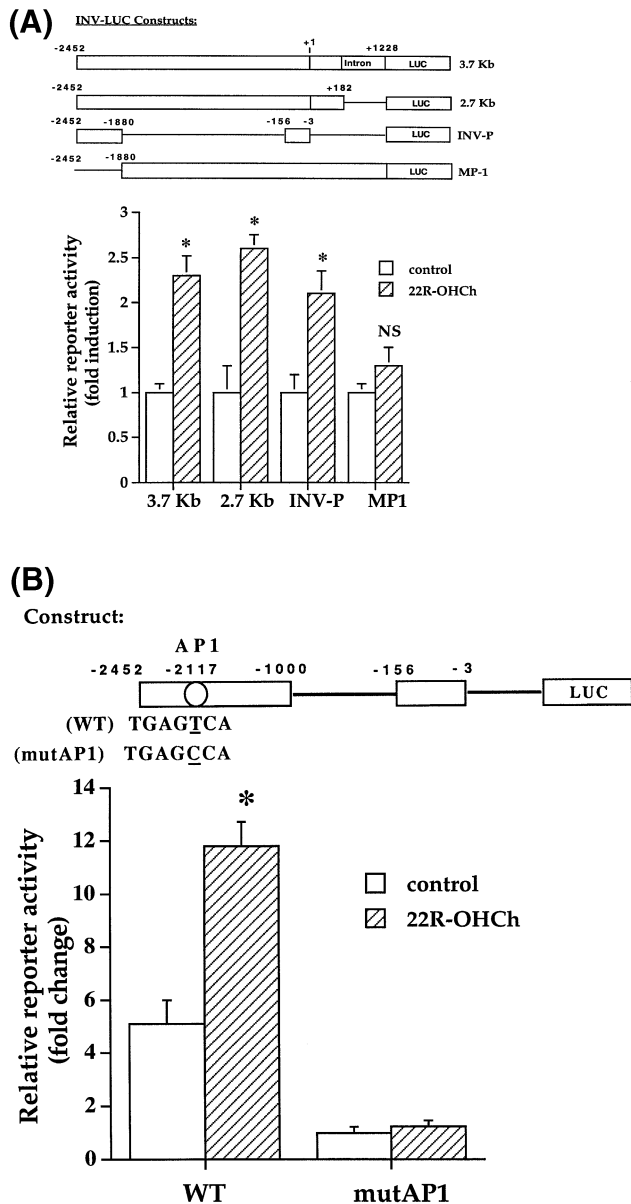 (A)
INV-LUC Constructs:
-2452 +1 +1228
Intron LUC 3.7 Kb
-2452 +182
LUC 2.7 Kb
-2452 -1880 -156 -3
LUC INV-P
-2452 -1880
LUC MP-1
Relative reporter activity
(fold induction)
3
2.5
2
1.5
1
0.5
0
* * * NS
control
22R-OHCh
3.7 Kb 2.7 Kb INV-P MP1
(B)
Construct:
AP1
-2452 -2117 -1000 -156 -3
LUC
(WT) TGAGTCA
(mutAP1) TGAGCCA
Relative reporter activity
(fold change)
14
12
10
8
6
4
2
0
*
control
22R-OHCh
WT mutAP1